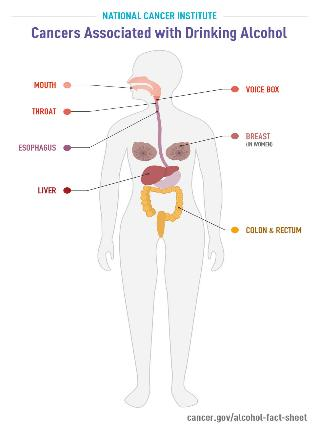 NATIONAL CANCER INSTITUTE
Cancers Associated with Drinking Alcohol
MOUTH
VOICE BOX
THROAT
BREAST
(IN WOMEN)
ESOPHAGUS
LIVER
COLON & RECTUM
cancer.gov/alcohol-fact-sheet